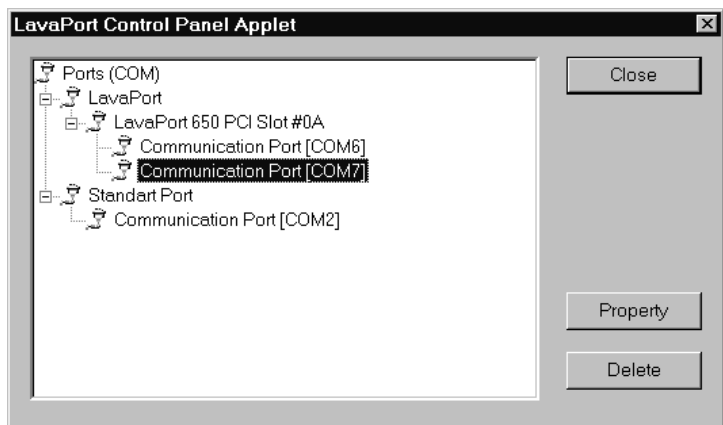 LavaPort Control Panel Applet
Ports (COM)
LavaPort
LavaPort 650 PCI Slot #0A
Communication Port [COM6]
Communication Port [COM7]
Standart Port
Communication Port [COM2]
Close
Property
Delete